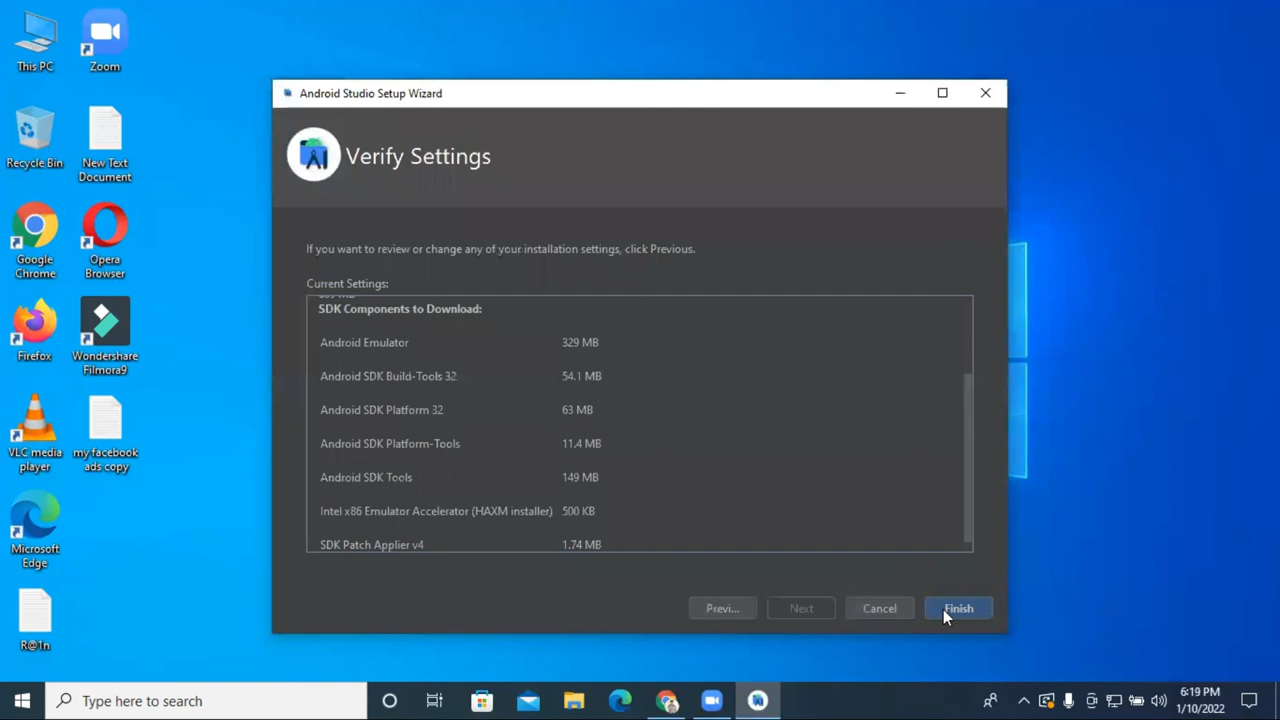 This PC
Zoom
Recycle Bin
New Text
Document
Google
Chrome
Opera
Browser
Firefox
Wondershare
Filmora9
VLC media
player
my facebook
ads copy
Microsoft
Edge
R@1n
Android Studio Setup Wizard
Verify Settings
If you want to review or change any of your installation settings, click Previous.
Current Settings:
SDK Components to Download:
Android Emulator 329 MB
Android SDK Build-Tools 32 54.1 MB
Android SDK Platform 32 63 MB
Android SDK Platform-Tools 11.4 MB
Android SDK Tools 149 MB
Intel x86 Emulator Accelerator (HAXM installer) 500 KB
SDK Patch Applier v4 1.74 MB
Previ... Next Cancel Finish
Type here to search
6:19 PM
1/10/2022